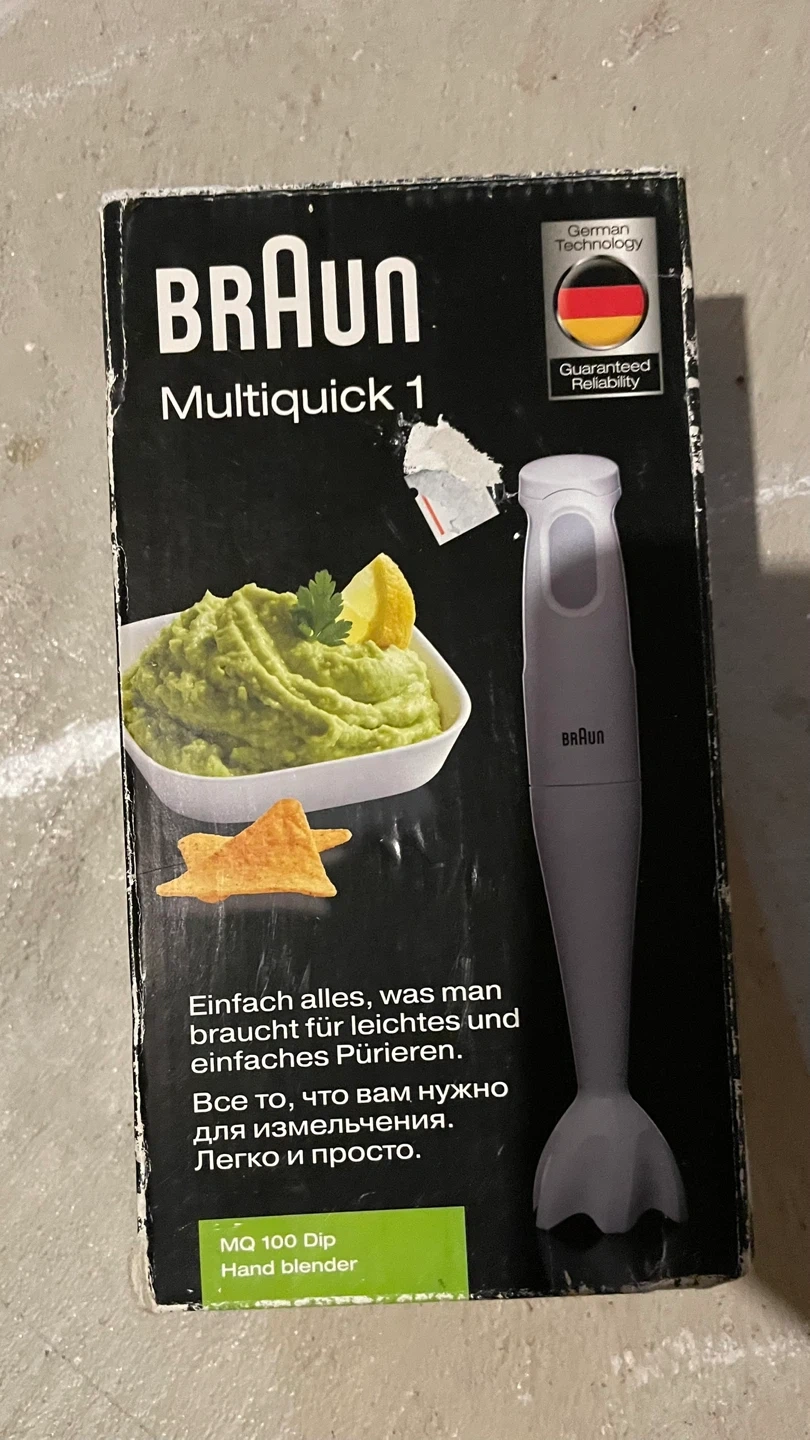 BRAUN
Multiquick 1
German
Technology
Guaranteed
Reliability
BRAUN
Einfach alles, was man
braucht für leichtes und
einfaches Pürieren.
Все то, что вам нужно
для измельчения.
Легко и просто.
MQ 100 Dip
Hand blender